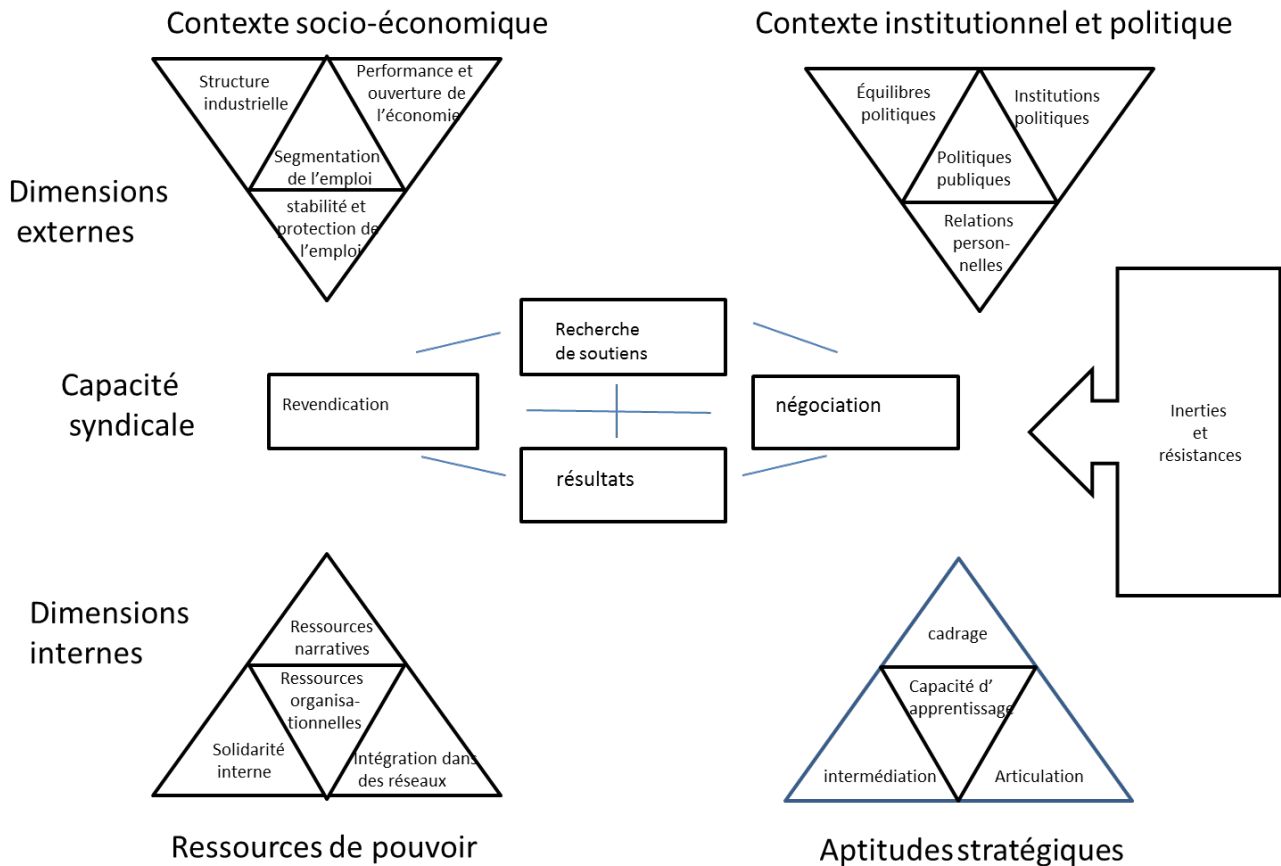 Contexte socio-économique
Contexte institutionnel et politique
Structure
industrielle
Performance et
ouverture de
l'économie
Segmentation
de l'emploi
stabilité et
protection de
l'emploi
Équilibres
politiques
Institutions
politiques
Politiques
publiques
Relations
person-
nelles
Dimensions
externes
Capacité
syndicale
Recherche
de soutiens
Revendication
négociation
résultats
Inerties
et
résistances
Dimensions
internes
Ressources
narratives
Ressources
organisa-
tionnelles
Solidarité
interne
Intégration dans
des réseaux
cadrage
Capacité d'
apprentissage
intermédiation
Articulation
Ressources de pouvoir
Aptitudes stratégiques